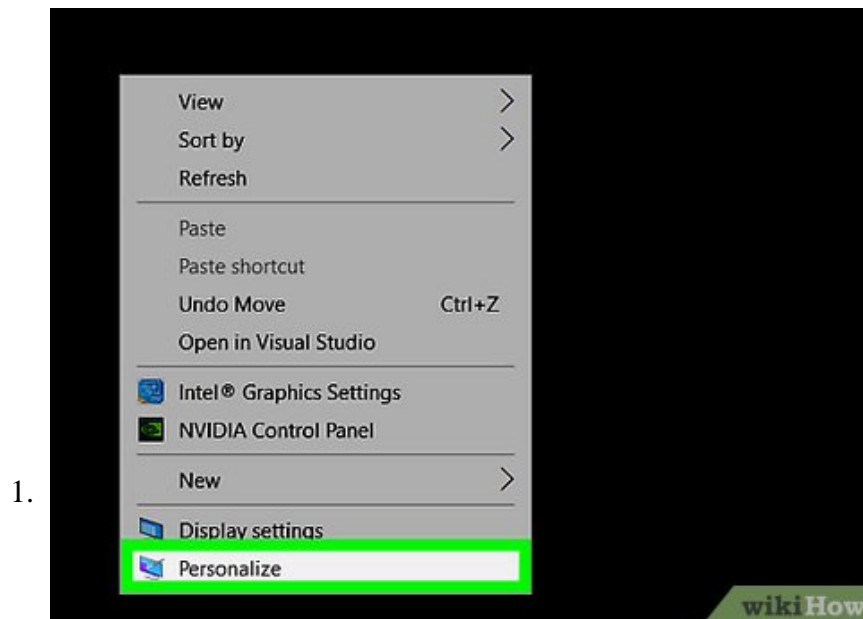 View
Sort by
Refresh
Paste
Paste shortcut
Undo Move Ctrl+Z
Open in Visual Studio
Intel® Graphics Settings
NVIDIA Control Panel
New
1.
Display settings
Personalize
wikiHow